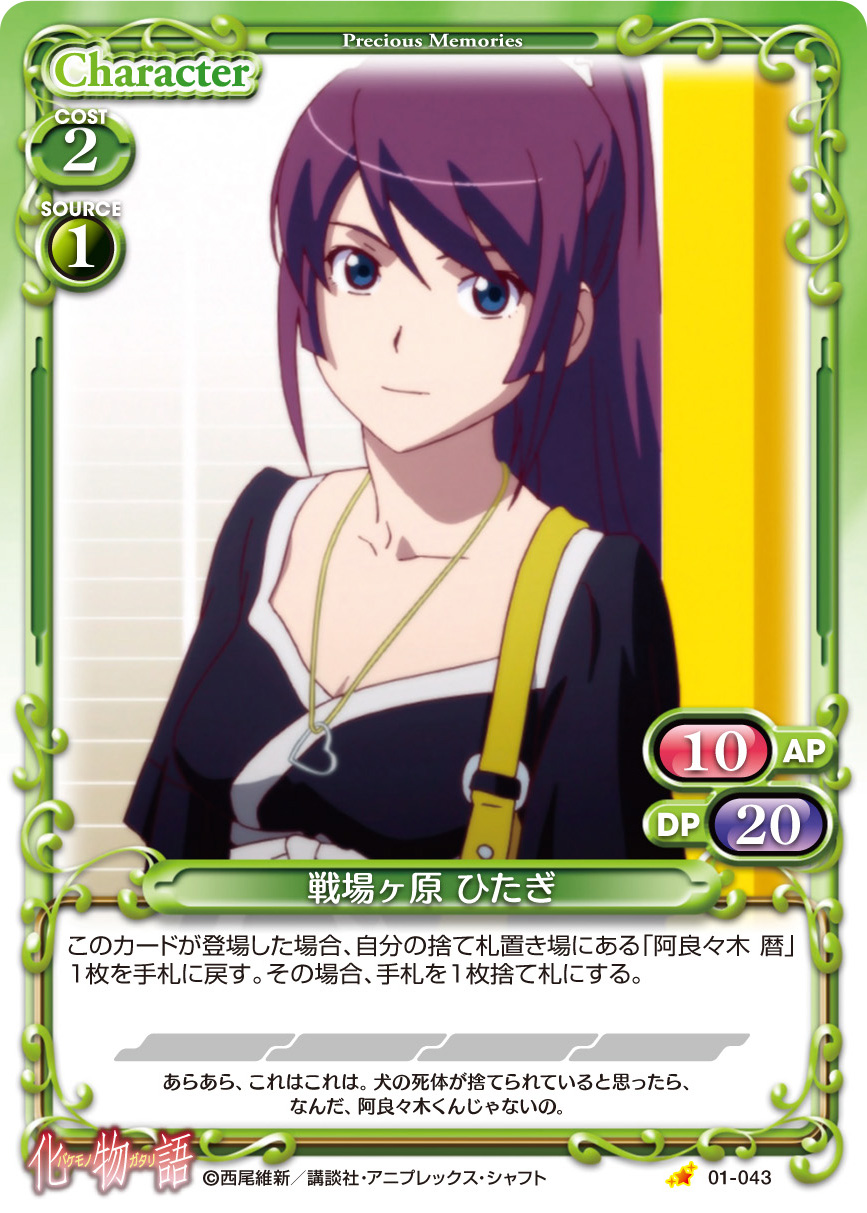 Precious Memories
Character
COST
2
SOURCE
1
10 AP
DP 20
戦場ヶ原 ひたぎ
このカードが登場した場合、自分の捨て札置き場にある「阿良々木 暦」
1枚を手札に戻す。その場合、手札を1枚捨て札にする。
あらあら、これはこれは。犬の死体が捨てられていると思ったら、
なんだ、阿良々木くんじゃないの。
化物語
バケモノ ガタリ
©西尾維新／講談社・アニプレックス・シャフト
01-043